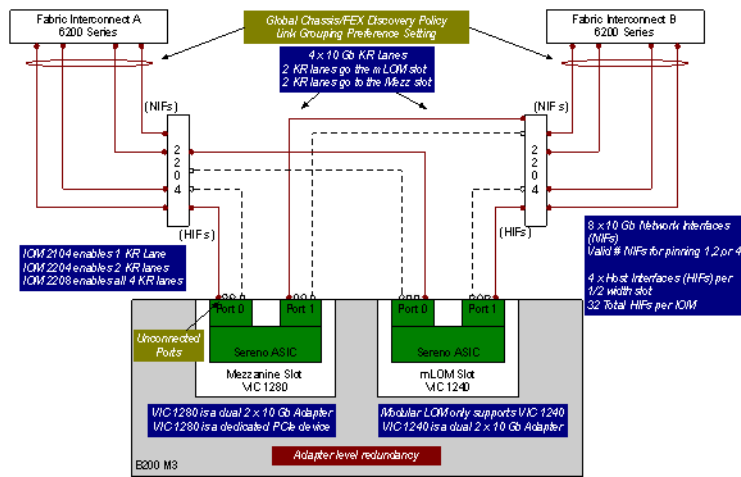 Fabric Interconnect A
6200 Series
Global Chassis/FEX Discovery Policy
Link Grouping Preference Setting
Fabric Interconnect B
6200 Series
4 x 10 Gb KR Lanes
2 KR lanes go the mLOM slot
2 KR lanes go to the Mezz slot
(NIFs)
(NIFs)
2
2
0
4
2
2
0
4
(HIFs)
(HIFs)
IOM 2104 enables 1 KR Lane
IOM 2204 enables 2 KR lanes
IOM 2208 enables all 4 KR lanes
8 x 10 Gb Network Interfaces
(NIFs)
Valid # NIFs for pinning 1,2,or 4
4 x Host Interfaces (HIFs) per
1/2 width slot
32 Total HIFs per IOM
Port 0
Port 1
Port 0
Port 1
Unconnected
Ports
Sereno ASIC
Sereno ASIC
Mezzanine Slot
VIC 1280
mLOM Slot
VIC 1240
VIC 1280 is a dual 2 x 10 Gb Adapter
VIC 1280 is a dedicated PCIe device
Modular LOM only supports VIC 1240
VIC 1240 is a dual 2 x 10 Gb Adapter
Adapter level redundancy
B200 M3